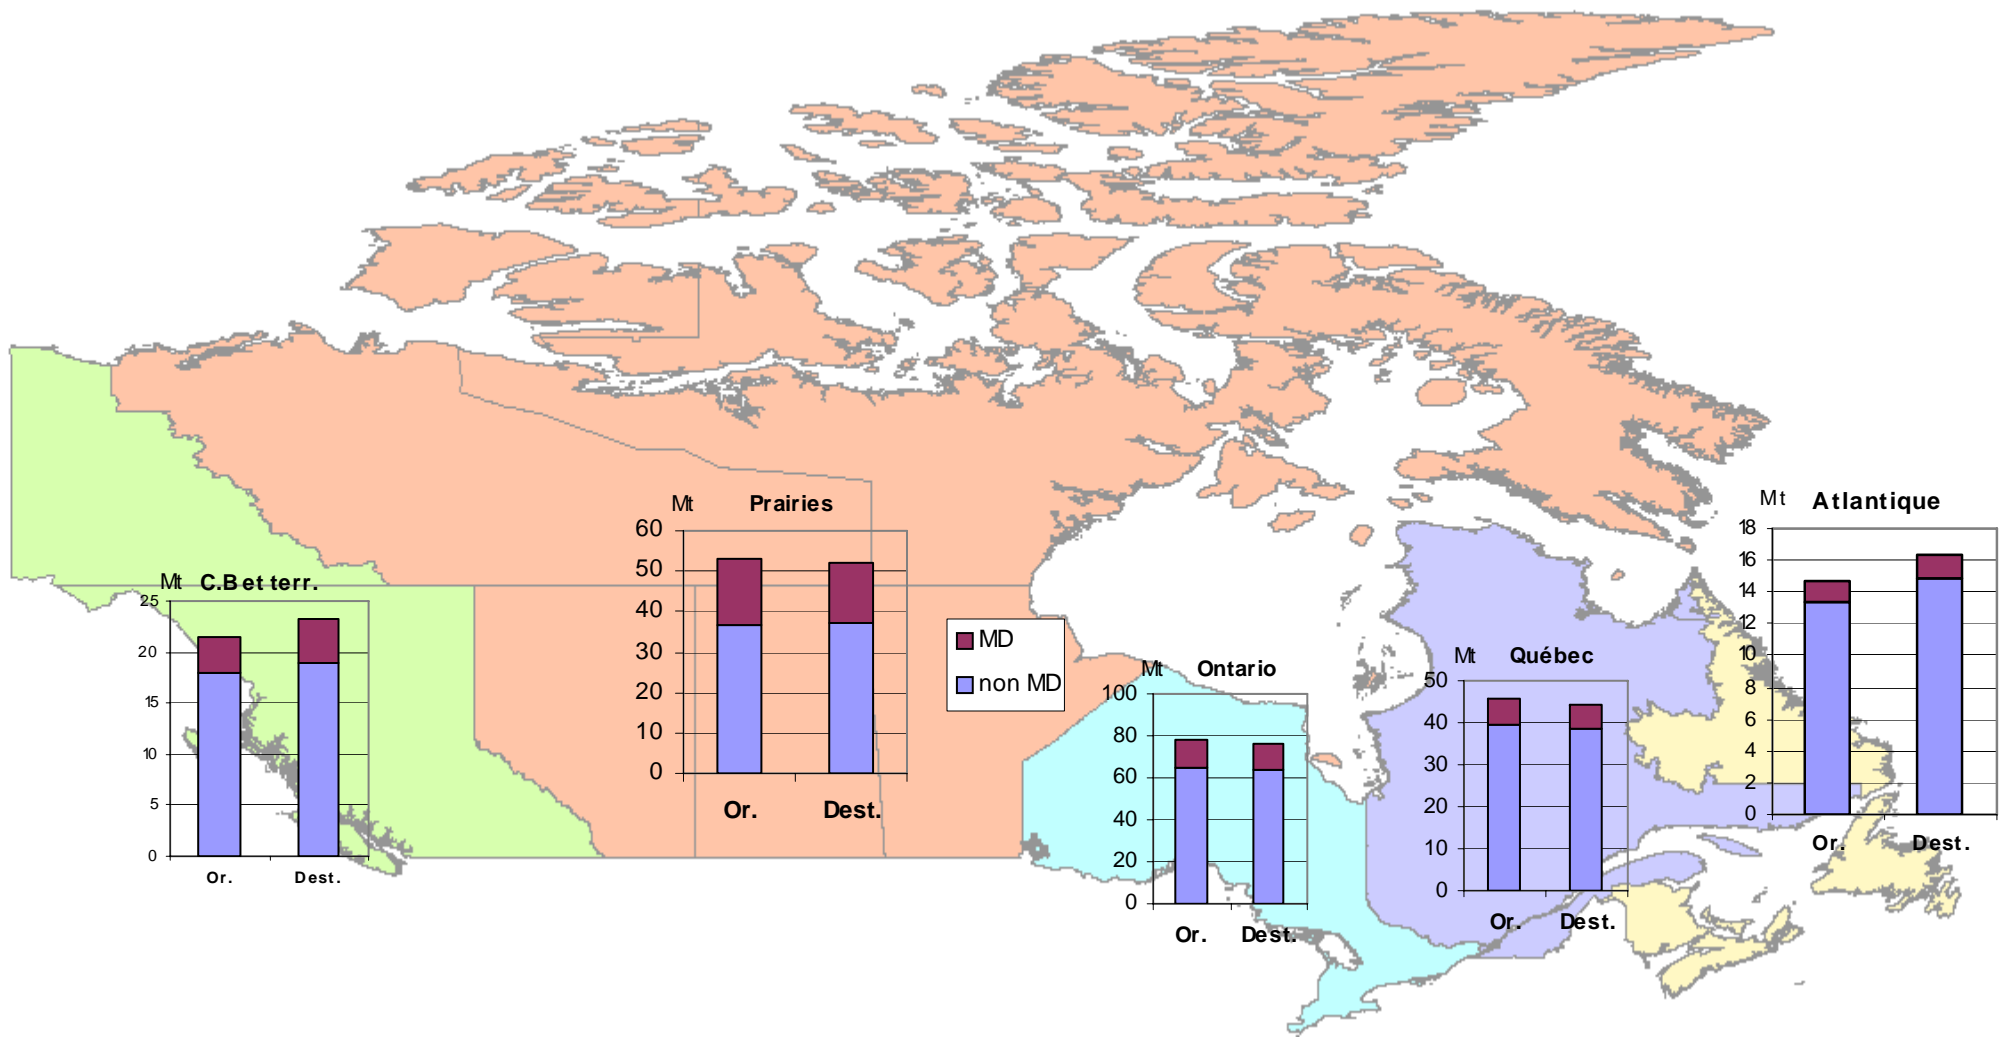 Mt Prairies
60
50
40
30
20
10
0
Or. Dest.
Mt Atlantique
18
16
14
12
10
8
6
4
2
0
Or. Dest.
Mt C.B et terr.
25
20
15
10
5
0
Or. Dest.
MD
non MD
Mt Ontario
100
80
60
40
20
0
Or. Dest.
Mt Québec
50
40
30
20
10
0
Or. Dest.